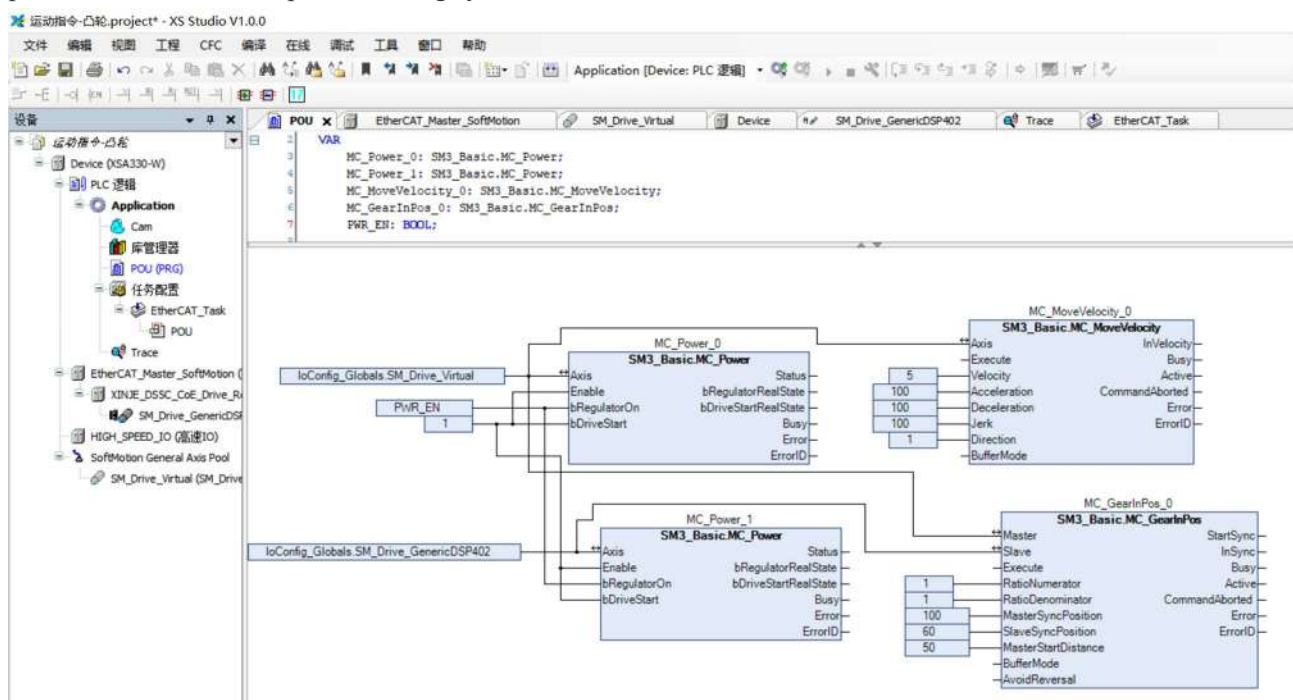 运动指令-凸轮.project* - XS Studio V1.0.0
文件 编辑 视图 工程 CFC 编译 在线 调试 工具 窗口 帮助
Application [Device: PLC 逻辑]
设备
POU
EtherCAT_Master_SoftMotion
SM_Drive_Virtual
Device
SM_Drive_GenericDSP402
Trace
EtherCAT_Task
运动指令-凸轮
Device (XSA330-W)
PLC 逻辑
Application
Cam
库管理器
POU (PRG)
任务配置
EtherCAT_Task
POU
Trace
EtherCAT_Master_SoftMotion (
XINJE_DS5C_CoE_Drive_R
SM_Drive_GenericDS
HIGH_SPEED_IO (高速IO)
SoftMotion General Axis Pool
SM_Drive_Virtual (SM_Drive
2 VAR
3 MC_Power_0: SM3_Basic.MC_Power;
4 MC_Power_1: SM3_Basic.MC_Power;
5 MC_MoveVelocity_0: SM3_Basic.MC_MoveVelocity;
6 MC_GearInPos_0: SM3_Basic.MC_GearInPos;
7 PWR_EN: BOOL;
IoConfig_Globals.SM_Drive_Virtual
PWR_EN
1
MC_Power_0
SM3_Basic.MC_Power
Axis Status
Enable bRegulatorRealState
bRegulatorOn bDriveStartRealState
bDriveStart Busy
Error
ErrorID
MC_MoveVelocity_0
SM3_Basic.MC_MoveVelocity
Axis InVelocity
Execute Busy
5 Velocity Active
100 Acceleration CommandAborted
100 Deceleration Error
100 Jerk ErrorID
1 Direction
BufferMode
IoConfig_Globals.SM_Drive_GenericDSP402
MC_Power_1
SM3_Basic.MC_Power
Axis Status
Enable bRegulatorRealState
bRegulatorOn bDriveStartRealState
bDriveStart Busy
Error
ErrorID
MC_GearInPos_0
SM3_Basic.MC_GearInPos
Master StartSync
Slave InSync
Execute Busy
1 RatioNumerator Active
1 RatioDenominator CommandAborted
100 MasterSyncPosition Error
60 SlaveSyncPosition ErrorID
50 MasterStartDistance
BufferMode
AvoidReversal